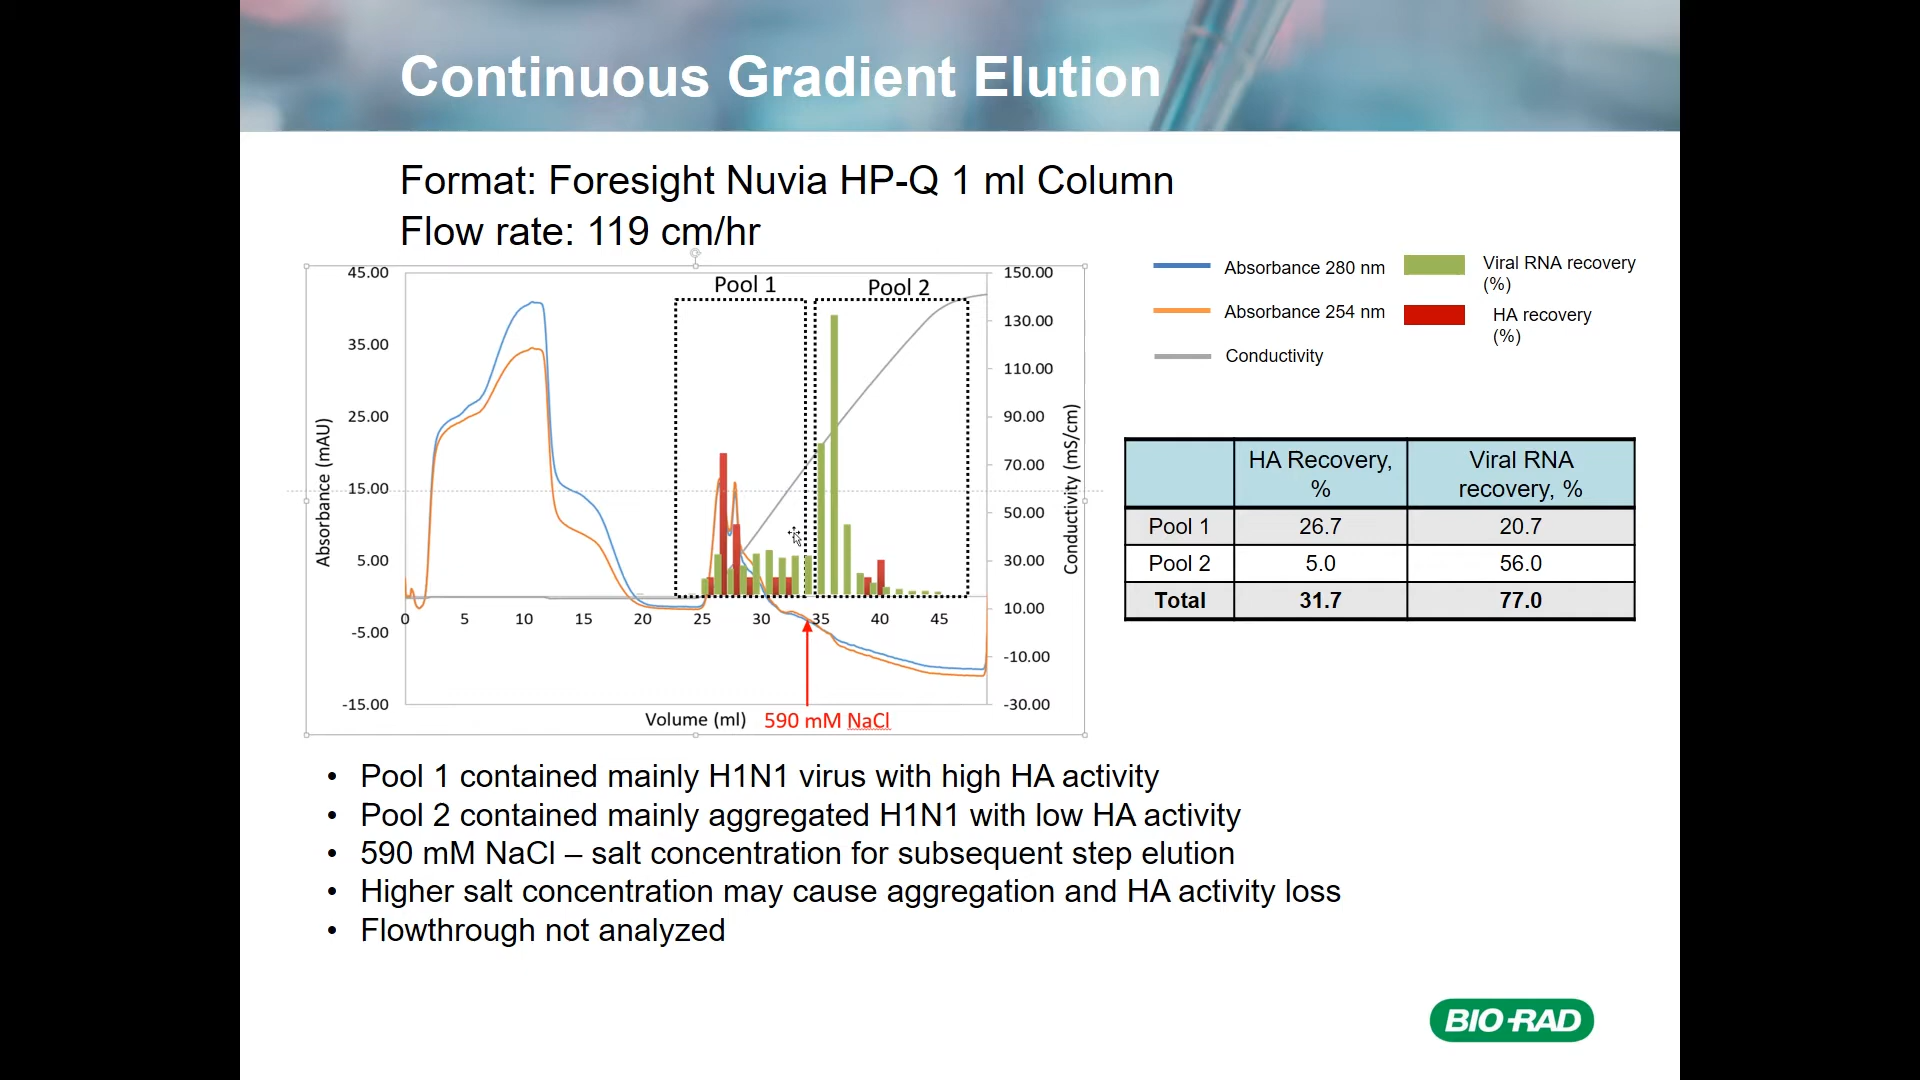 Continuous Gradient Elution
Format: Foresight Nuvia HP-Q 1 ml Column
Flow rate: 119 cm/hr
45.00
35.00
25.00
15.00
5.00
-5.00
-15.00
Absorbance (mAU)
Pool 1
Pool 2
0 5 10 15 20 25 30 35 40 45
Volume (ml)
590 mM NaCl
150.00
130.00
110.00
90.00
70.00
50.00
30.00
10.00
-10.00
-30.00
Conductivity (mS/cm)
Absorbance 280 nm
Absorbance 254 nm
Conductivity
Viral RNA recovery
(%)
HA recovery
(%)
HA Recovery, Viral RNA
% recovery, %
Pool 1 26.7 20.7
Pool 2 5.0 56.0
Total 31.7 77.0
• Pool 1 contained mainly H1N1 virus with high HA activity
• Pool 2 contained mainly aggregated H1N1 with low HA activity
• 590 mM NaCl – salt concentration for subsequent step elution
• Higher salt concentration may cause aggregation and HA activity loss
• Flowthrough not analyzed
BIO-RAD